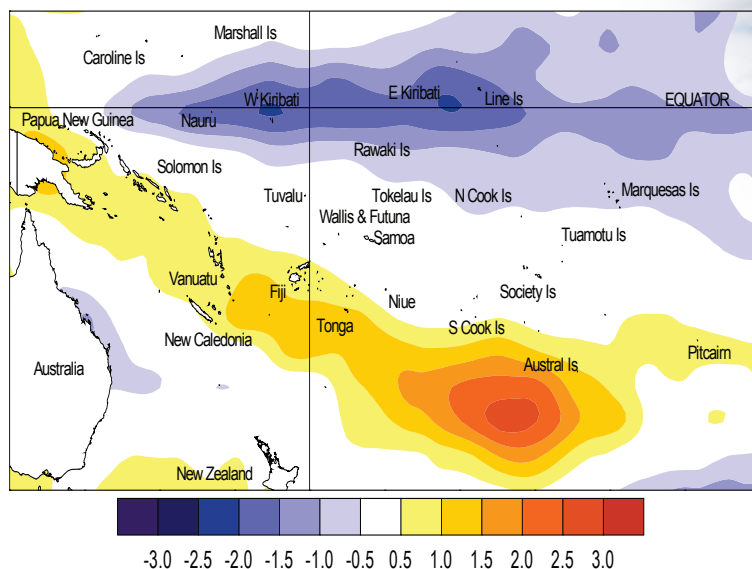 Marshall Is
Caroline Is
W Kiribati
E Kiribati
Line Is
EQUATOR
Papua New Guinea
Nauru
Rawaki Is
Solomon Is
Tuvalu
Tokelau Is
N Cook Is
Marquesas Is
Wallis & Futuna
Samoa
Tuamotu Is
Vanuatu
Fiji
Niue
Society Is
Tonga
S Cook Is
New Caledonia
Pitcairn
Australia
Austral Is
New Zealand
-3.0 -2.5 -2.0 -1.5 -1.0 -0.5 0.5 1.0 1.5 2.0 2.5 3.0